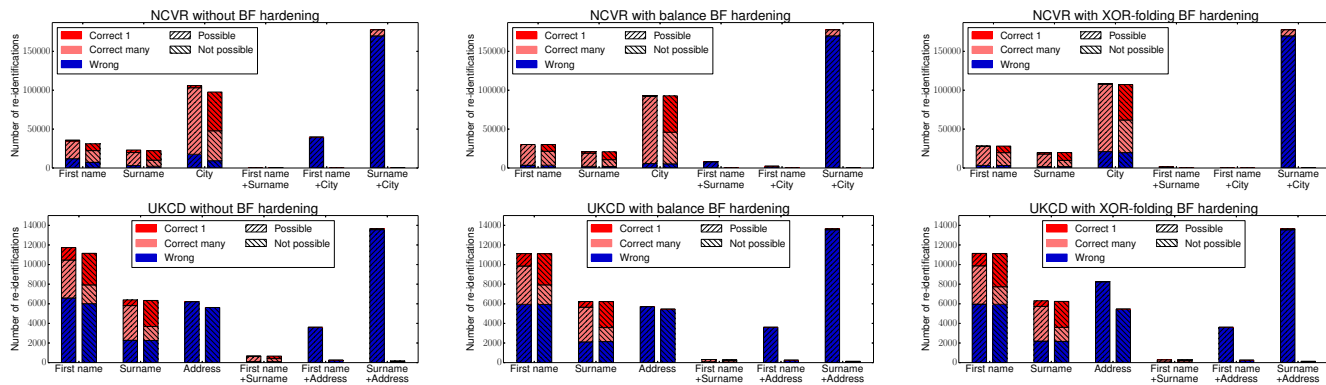 NCVR without BF hardening
Correct 1
Possible
Correct many
Not possible
Wrong
Number of re-identifications
150000
100000
50000
0
First name
Surname
City
First name +Surname
First name +City
Surname +City
NCVR with balance BF hardening
Correct 1
Possible
Correct many
Not possible
Wrong
Number of re-identifications
150000
100000
50000
0
First name
Surname
City
First name +Surname
First name +City
Surname +City
NCVR with XOR-folding BF hardening
Correct 1
Possible
Correct many
Not possible
Wrong
Number of re-identifications
150000
100000
50000
0
First name
Surname
City
First name +Surname
First name +City
Surname +City
UKCD without BF hardening
Correct 1
Possible
Correct many
Not possible
Wrong
Number of re-identifications
14000
12000
10000
8000
6000
4000
2000
0
First name
Surname
Address
First name +Surname
First name +Address
Surname +Address
UKCD with balance BF hardening
Correct 1
Possible
Correct many
Not possible
Wrong
Number of re-identifications
14000
12000
10000
8000
6000
4000
2000
0
First name
Surname
Address
First name +Surname
First name +Address
Surname +Address
UKCD with XOR-folding BF hardening
Correct 1
Possible
Correct many
Not possible
Wrong
Number of re-identifications
14000
12000
10000
8000
6000
4000
2000
0
First name
Surname
Address
First name +Surname
First name +Address
Surname +Address